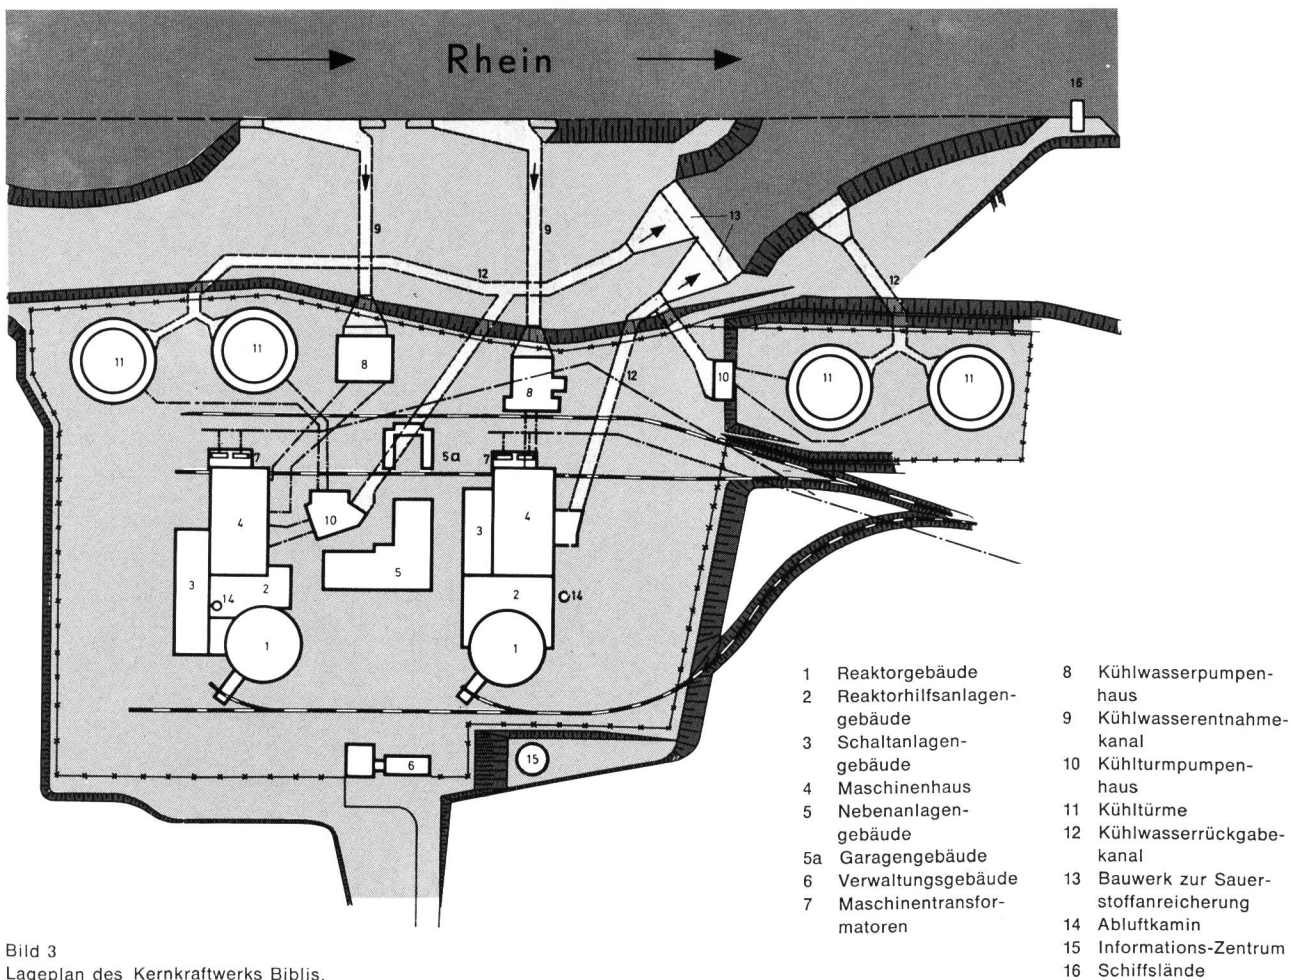 Rhein
16
13
9
9
12
12
12
11
11
8
8
10
11
11
7
5a
7
4
10
3
4
5
3
2
14
2
14
1
1
6
15
1 Reaktorgebäude
2 Reaktorhilfsanlagen-
gebäude
3 Schaltanlagen-
gebäude
4 Maschinenhaus
5 Nebenanlagen-
gebäude
5a Garagengebäude
6 Verwaltungsgebäude
7 Maschinentransfor-
matoren
8 Kühlwasserpumpen-
haus
9 Kühlwasserentnahme-
kanal
10 Kühlturmpumpen-
haus
11 Kühltürme
12 Kühlwasserrückgabe-
kanal
13 Bauwerk zur Sauer-
stoffanreicherung
14 Abluftkamin
15 Informations-Zentrum
16 Schiffslände
Bild 3
Lageplan des Kernkraftwerks Biblis.